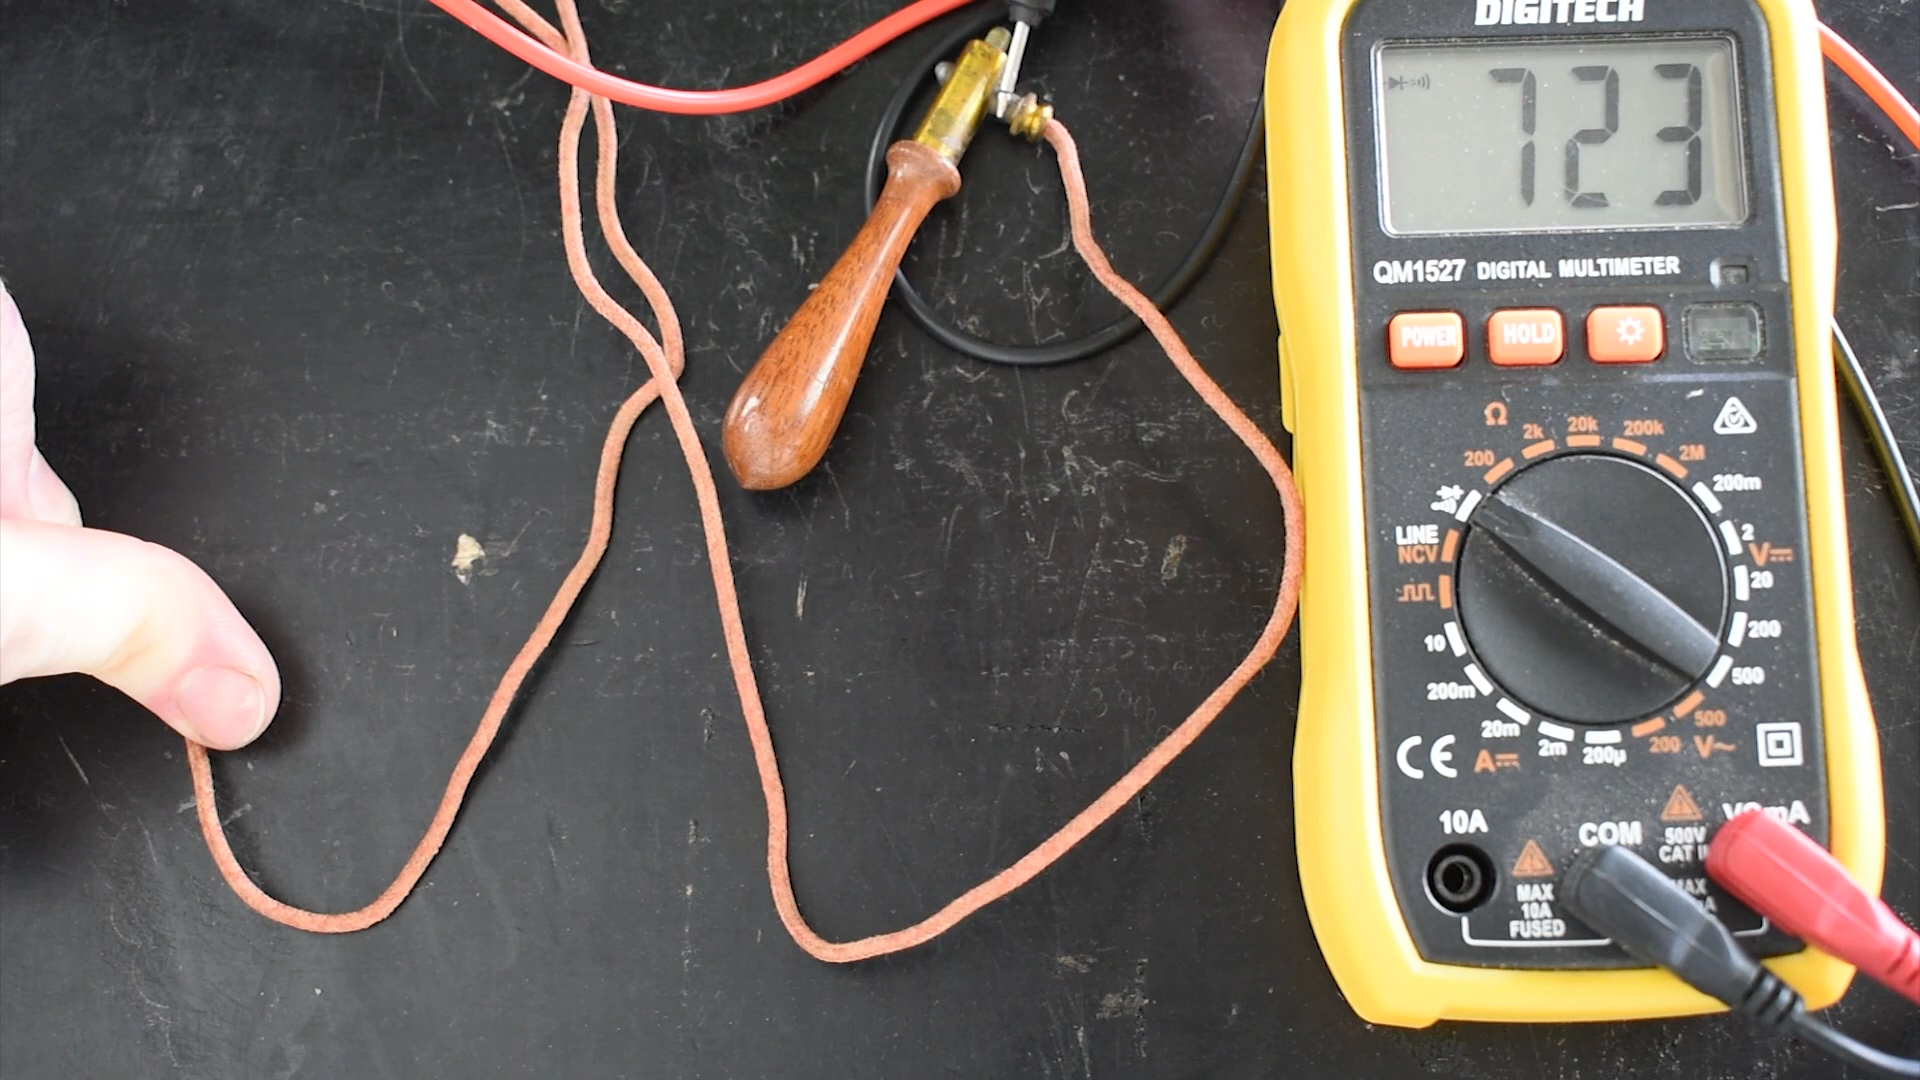 DIGITECH
723
QM1527 DIGITAL MULTIMETER
POWER
HOLD
Ω
200
2k
20k
200k
2M
200m
2
V
20
200
500
500
V~
200
200µ
2m
20m
A
200m
10
LINE
NCV
CE
10A
COM
MAX
10A
FUSED
500V
CAT